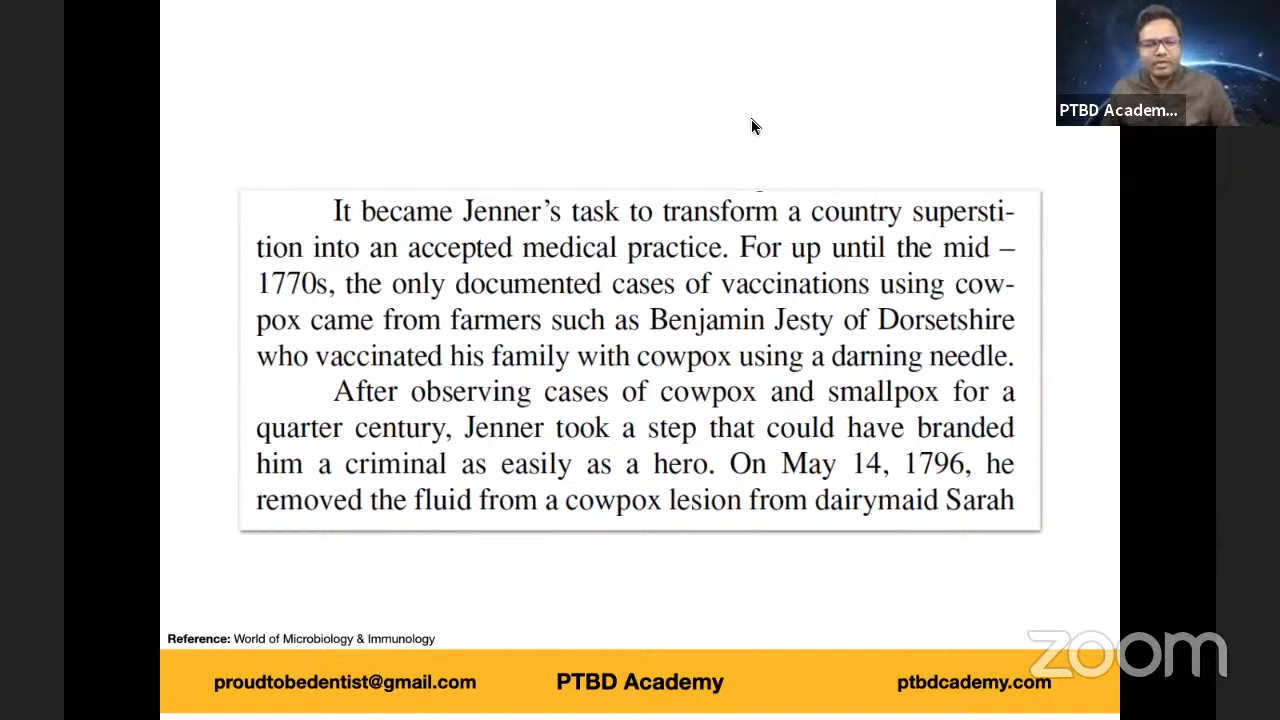 PTBD Academ...
It became Jenner's task to transform a country supersti-
tion into an accepted medical practice. For up until the mid –
1770s, the only documented cases of vaccinations using cow-
pox came from farmers such as Benjamin Jesty of Dorsetshire
who vaccinated his family with cowpox using a darning needle.
After observing cases of cowpox and smallpox for a
quarter century, Jenner took a step that could have branded
him a criminal as easily as a hero. On May 14, 1796, he
removed the fluid from a cowpox lesion from dairymaid Sarah
Reference: World of Microbiology & Immunology
zoom
proudtobedentist@gmail.com PTBD Academy ptbdcademy.com